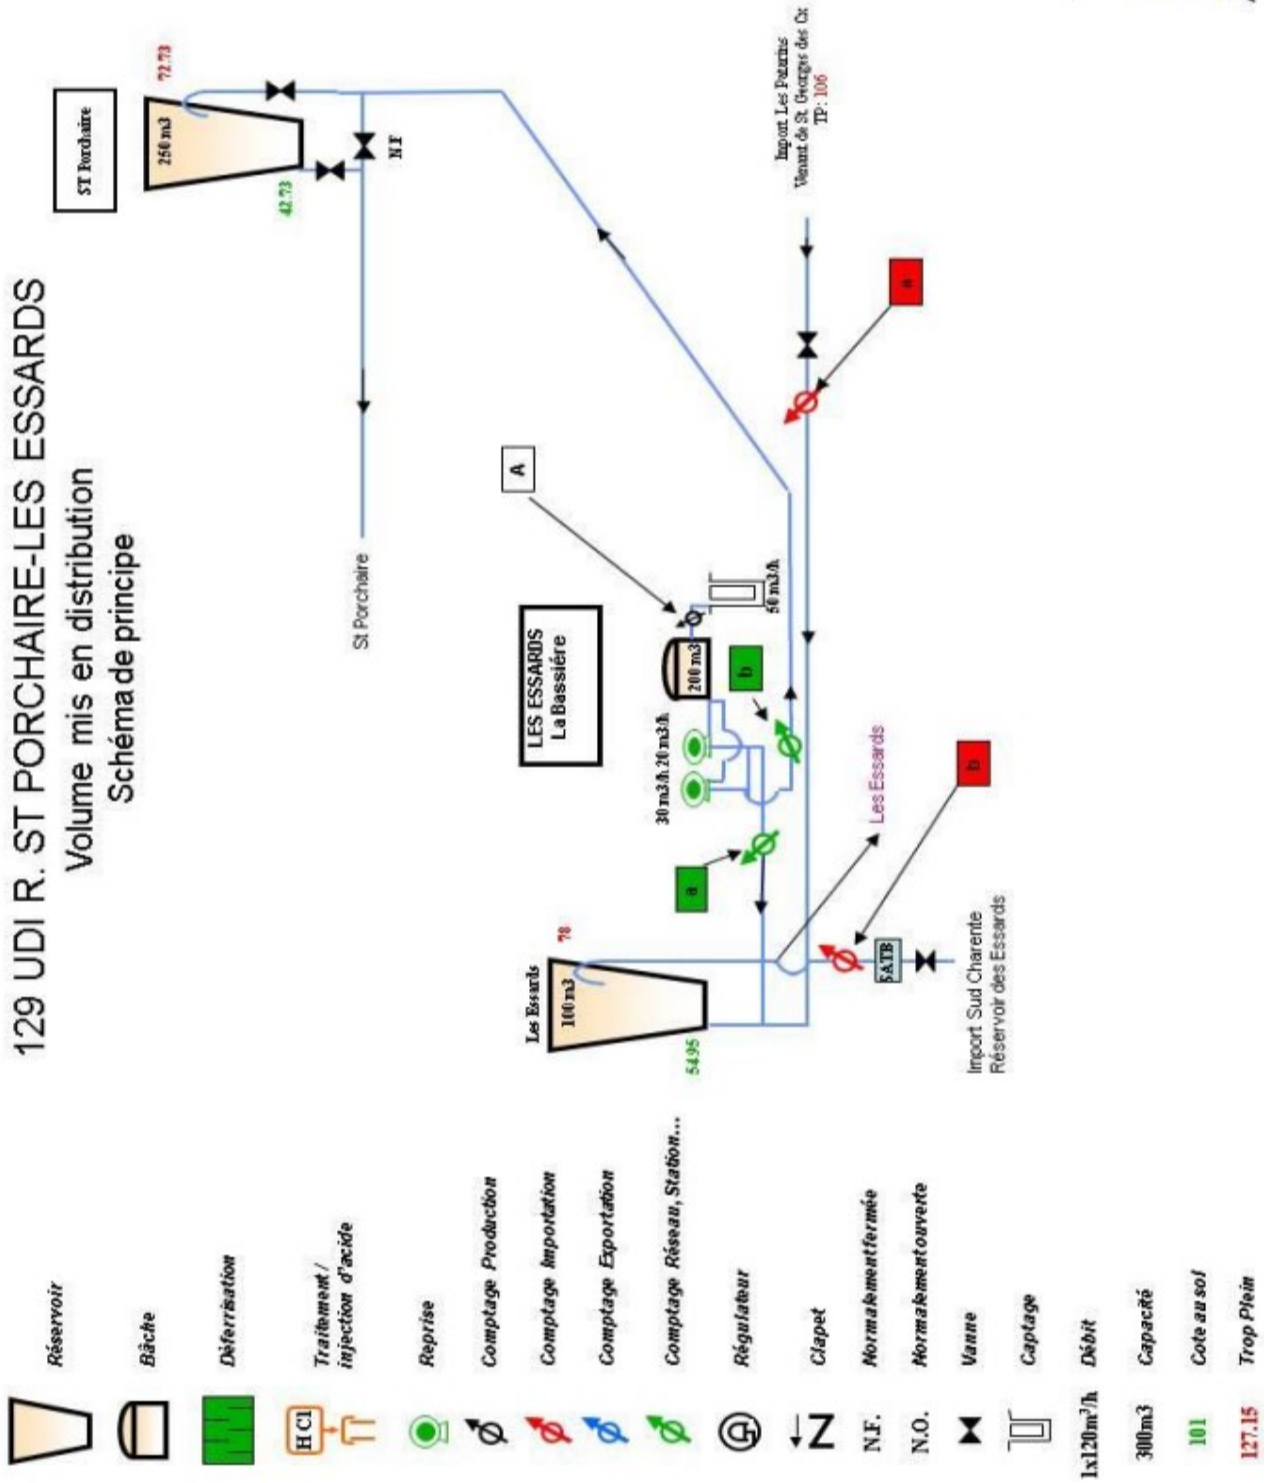 129 UDI R. ST PORCHAIRE-LES ESSARDS
Volume mis en distribution
Schéma de principe
ST Porchaire
250 m3
72.73
42.73
N.F
St Porchaire
A
LES ESSARDS
La Bassiére
200 m3
50 m3/h
30 m3/h 20 m3/h
b
a
Import Les Paturins
Venant de St Georges des Cx
TP: 106
a
Les Essards
100 m3
78
54.95
Les Essards
b
SATB
Import Sud Charente
Réservoir des Essards
Réservoir
Bâche
Déferrisation
H Cl
Traitement /
injection d'acide
Reprise
Comptage Production
Comptage Importation
Comptage Exportation
Comptage Réseau, Station...
Régulateur
Clapet
N.F. Normalement fermée
N.O. Normalement ouverte
Vanne
Captage
1x120m³/h Débit
300m3 Capacité
101 Cote au sol
127.15 Trop Plein